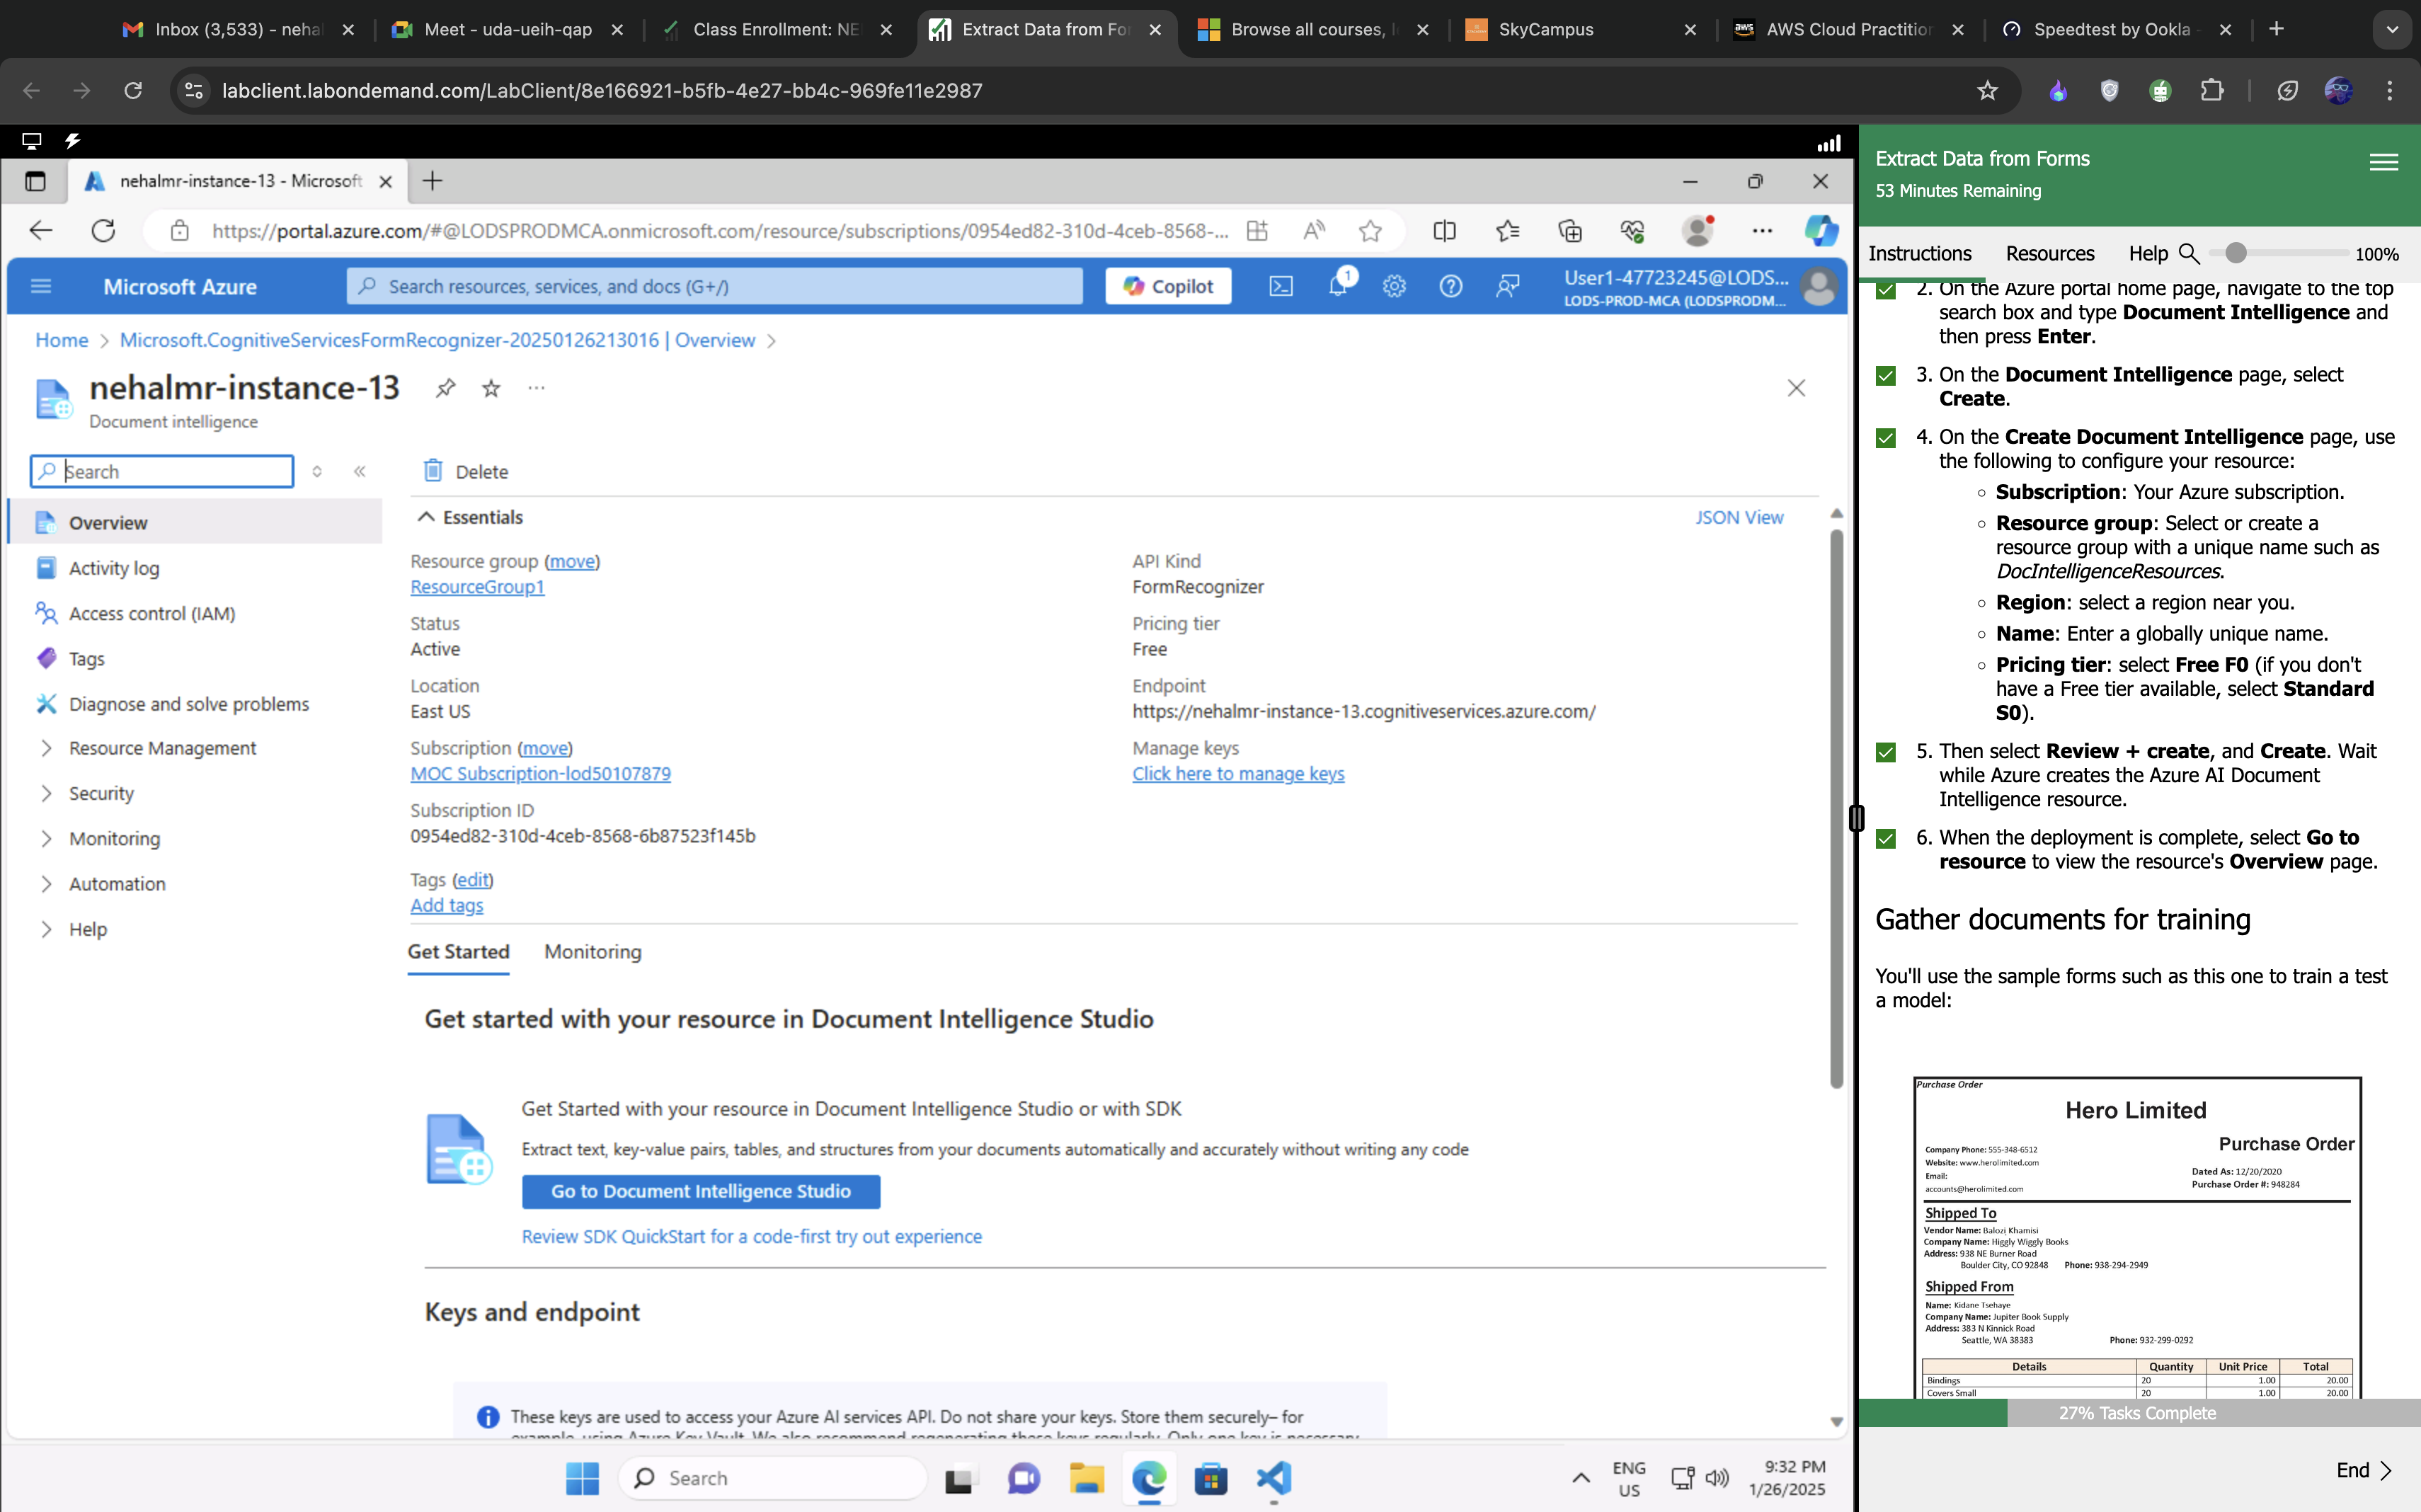 Inbox (3,533) - neha
Meet - uda-ueih-qap
Class Enrollment: NE
Extract Data from For
Browse all courses, l
SkyCampus
AWS Cloud Practition
Speedtest by Ookla -
labclient.labondemand.com/LabClient/8e166921-b5fb-4e27-bb4c-969fe11e2987
nehalmr-instance-13 - Microsoft
https://portal.azure.com/#@LODSPRODMCA.onmicrosoft.com/resource/subscriptions/0954ed82-310d-4ceb-8568-...
Microsoft Azure
Search resources, services, and docs (G+/)
Copilot
1
User1-47723245@LODS...
LODS-PROD-MCA (LODSPRODM...
Home > Microsoft.CognitiveServicesFormRecognizer-20250126213016 | Overview >
nehalmr-instance-13
Document intelligence
Search
Overview
Activity log
Access control (IAM)
Tags
Diagnose and solve problems
Resource Management
Security
Monitoring
Automation
Help
Delete
Essentials
JSON View
Resource group (move)
ResourceGroup1
Status
Active
Location
East US
Subscription (move)
MOC Subscription-lod50107879
Subscription ID
0954ed82-310d-4ceb-8568-6b87523f145b
Tags (edit)
Add tags
API Kind
FormRecognizer
Pricing tier
Free
Endpoint
https://nehalmr-instance-13.cognitiveservices.azure.com/
Manage keys
Click here to manage keys
Get Started
Monitoring
Get started with your resource in Document Intelligence Studio
Get Started with your resource in Document Intelligence Studio or with SDK
Extract text, key-value pairs, tables, and structures from your documents automatically and accurately without writing any code
Go to Document Intelligence Studio
Review SDK QuickStart for a code-first try out experience
Keys and endpoint
These keys are used to access your Azure AI services API. Do not share your keys. Store them securely– for
example, using Azure Key Vault. We also recommend regenerating these keys regularly. Only one key is necessary
Search
ENG
US
9:32 PM
1/26/2025
Extract Data from Forms
53 Minutes Remaining
Instructions
Resources
Help
100%
2. On the Azure portal home page, navigate to the top
search box and type Document Intelligence and
then press Enter.
3. On the Document Intelligence page, select
Create.
4. On the Create Document Intelligence page, use
the following to configure your resource:
Subscription: Your Azure subscription.
Resource group: Select or create a
resource group with a unique name such as
DocIntelligenceResources.
Region: select a region near you.
Name: Enter a globally unique name.
Pricing tier: select Free F0 (if you don't
have a Free tier available, select Standard
S0).
5. Then select Review + create, and Create. Wait
while Azure creates the Azure AI Document
Intelligence resource.
6. When the deployment is complete, select Go to
resource to view the resource's Overview page.
Gather documents for training
You'll use the sample forms such as this one to train a test
a model:
Purchase Order
Hero Limited
Purchase Order
Company Phone: 555-348-6512
Website: www.herolimited.com
Email:
accounts@herolimited.com
Dated As: 12/20/2020
Purchase Order #: 948284
Shipped To
Vendor Name: Balozi Khamisi
Company Name: Higgly Wiggly Books
Address: 938 NE Burner Road
Boulder City, CO 92848 Phone: 938-294-2949
Shipped From
Name: Kidane Tsehaye
Company Name: Jupiter Book Supply
Address: 383 N Kinnick Road
Seattle, WA 38383 Phone: 932-299-0292
Details Quantity Unit Price Total
Bindings 20 1.00 20.00
Covers Small 20 1.00 20.00
27% Tasks Complete
End